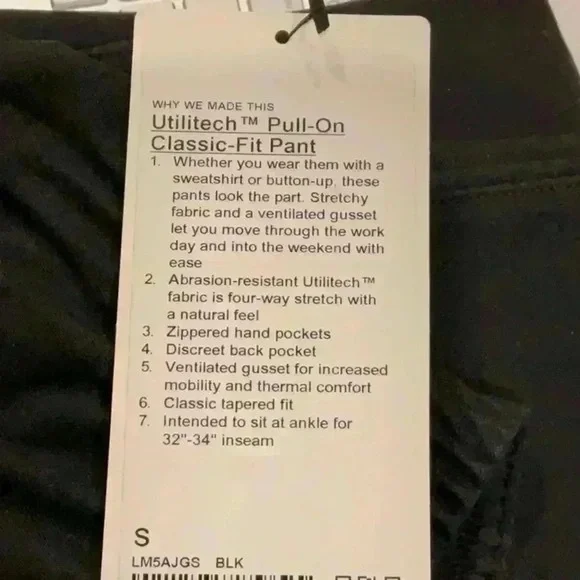 WHY WE MADE THIS
Utilitech™ Pull-On
Classic-Fit Pant
1. Whether you wear them with a
sweatshirt or button-up, these
pants look the part. Stretchy
fabric and a ventilated gusset
let you move through the work
day and into the weekend with
ease
2. Abrasion-resistant Utilitech™
fabric is four-way stretch with
a natural feel
3. Zippered hand pockets
4. Discreet back pocket
5. Ventilated gusset for increased
mobility and thermal comfort
6. Classic tapered fit
7. Intended to sit at ankle for
32"-34" inseam
S
LM5AJGS BLK